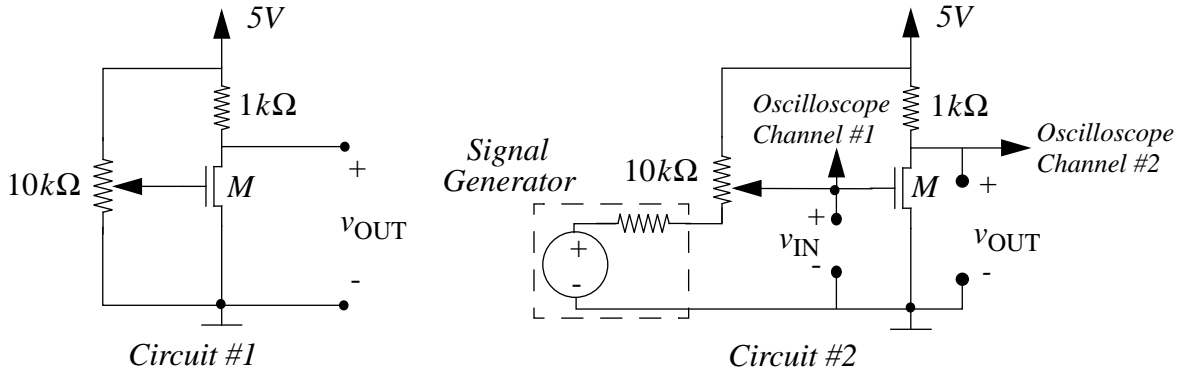 5V
1kΩ
10kΩ
M
+
vOUT
-
Circuit #1
5V
1kΩ
Oscilloscope
Channel #1
Oscilloscope
Channel #2
Signal
Generator
10kΩ
M
+
-
+
vIN
-
+
vOUT
-
Circuit #2